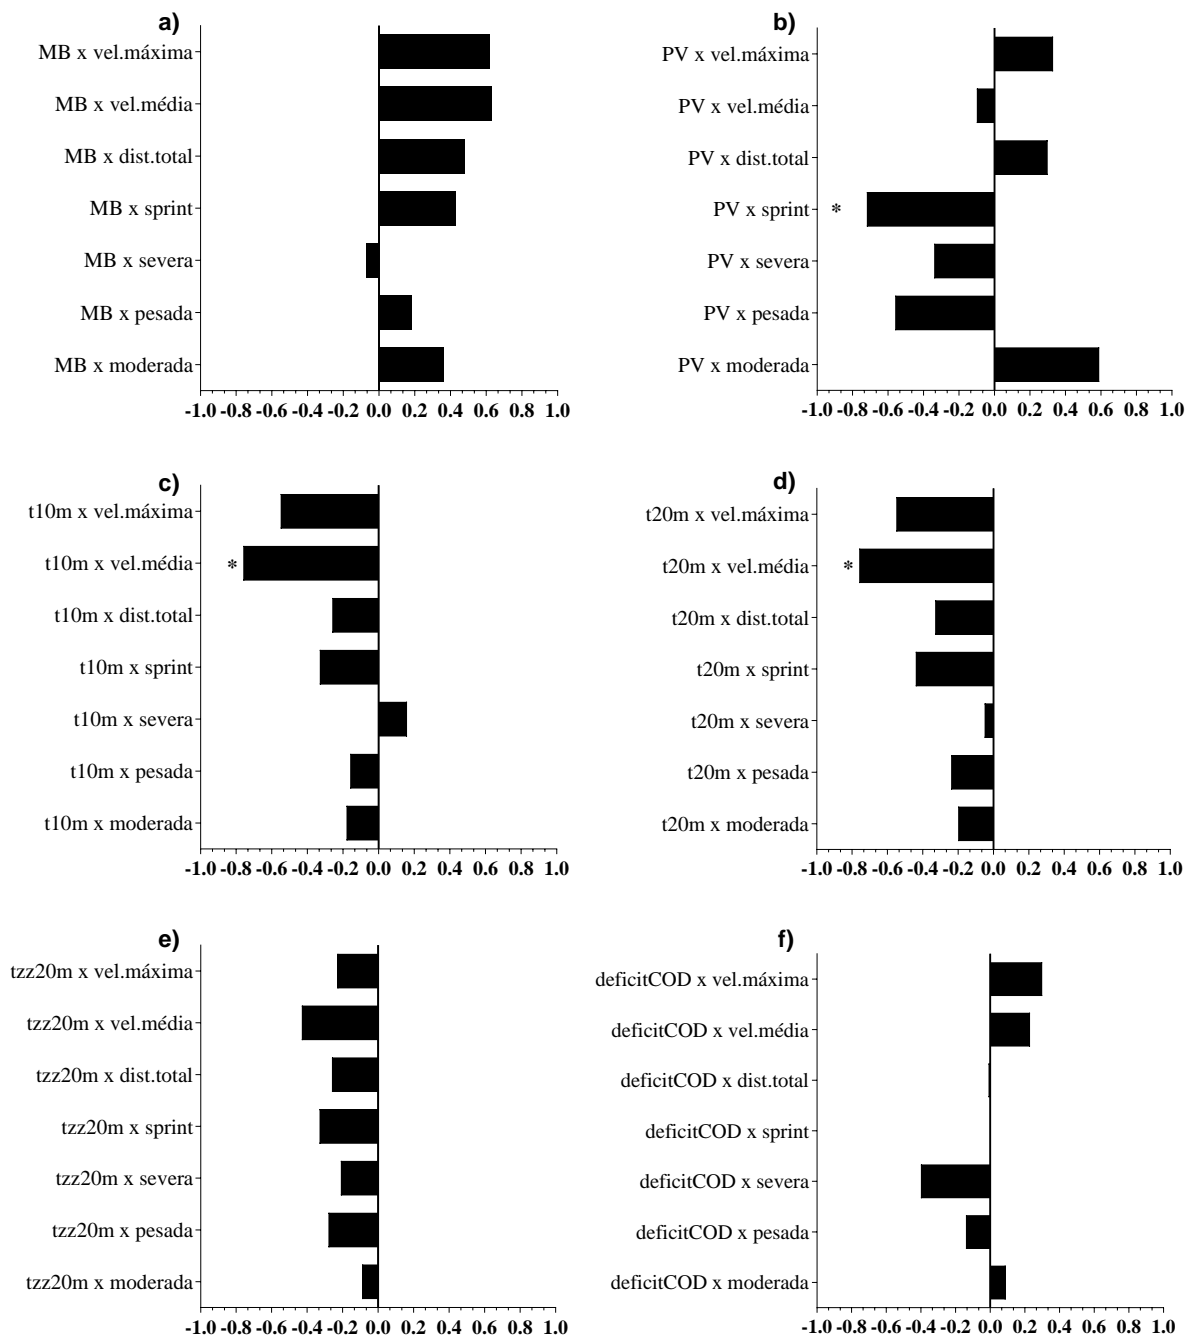 a)
MB x vel.máxima
MB x vel.média
MB x dist.total
MB x sprint
MB x severa
MB x pesada
MB x moderada
-1.0 -0.8 -0.6 -0.4 -0.2 0.0 0.2 0.4 0.6 0.8 1.0
b)
PV x vel.máxima
PV x vel.média
PV x dist.total
PV x sprint *
PV x severa
PV x pesada
PV x moderada
-1.0 -0.8 -0.6 -0.4 -0.2 0.0 0.2 0.4 0.6 0.8 1.0
c)
t10m x vel.máxima
t10m x vel.média *
t10m x dist.total
t10m x sprint
t10m x severa
t10m x pesada
t10m x moderada
-1.0 -0.8 -0.6 -0.4 -0.2 0.0 0.2 0.4 0.6 0.8 1.0
d)
t20m x vel.máxima
t20m x vel.média *
t20m x dist.total
t20m x sprint
t20m x severa
t20m x pesada
t20m x moderada
-1.0 -0.8 -0.6 -0.4 -0.2 0.0 0.2 0.4 0.6 0.8 1.0
e)
tzz20m x vel.máxima
tzz20m x vel.média
tzz20m x dist.total
tzz20m x sprint
tzz20m x severa
tzz20m x pesada
tzz20m x moderada
-1.0 -0.8 -0.6 -0.4 -0.2 0.0 0.2 0.4 0.6 0.8 1.0
f)
deficitCOD x vel.máxima
deficitCOD x vel.média
deficitCOD x dist.total
deficitCOD x sprint
deficitCOD x severa
deficitCOD x pesada
deficitCOD x moderada
-1.0 -0.8 -0.6 -0.4 -0.2 0.0 0.2 0.4 0.6 0.8 1.0